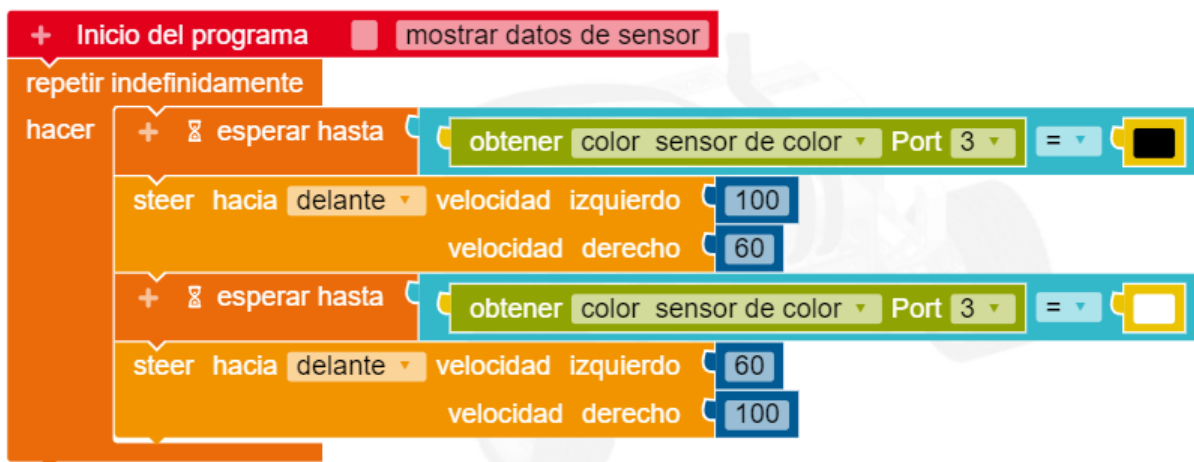 + Inicio del programa mostrar datos de sensor
repetir indefinidamente
hacer + esperar hasta obtener color sensor de color Port 3 =
steer hacia delante velocidad izquierdo 100
velocidad derecho 60
+ esperar hasta obtener color sensor de color Port 3 =
steer hacia delante velocidad izquierdo 60
velocidad derecho 100